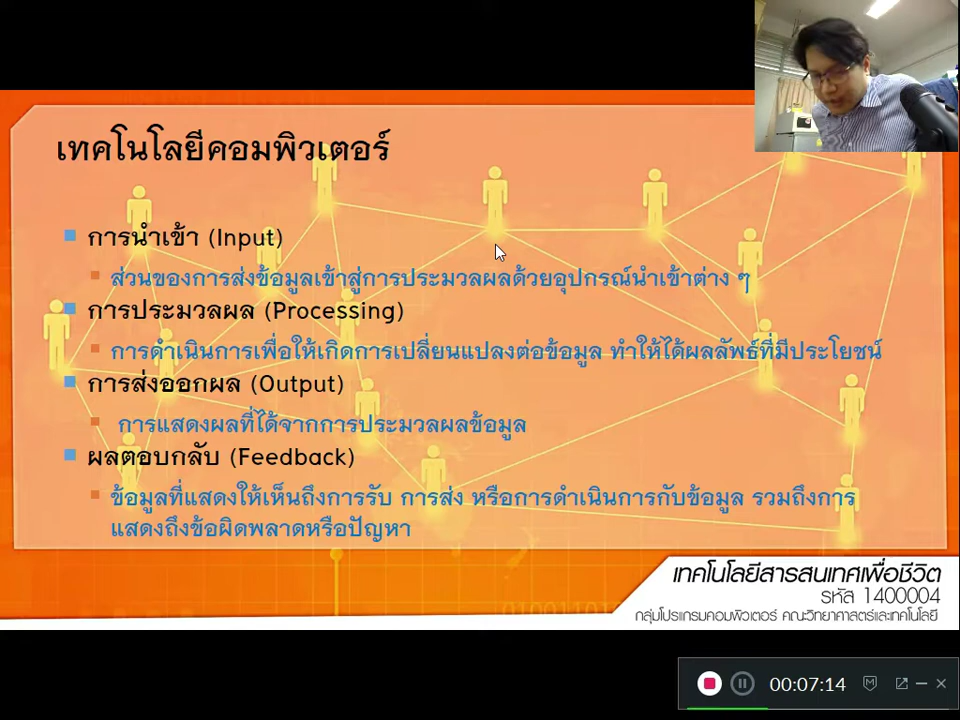 เทคโนโลยีคอมพิวเตอร์
การนำเข้า (Input)
ส่วนของการส่งข้อมูลเข้าสู่การประมวลผลด้วยอุปกรณ์นำเข้าต่าง ๆ
การประมวลผล (Processing)
การดำเนินการเพื่อให้เกิดการเปลี่ยนแปลงต่อข้อมูล ทำให้ได้ผลลัพธ์ที่มีประโยชน์
การส่งออกผล (Output)
การแสดงผลที่ได้จากการประมวลผลข้อมูล
ผลตอบกลับ (Feedback)
ข้อมูลที่แสดงให้เห็นถึงการรับ การส่ง หรือการดำเนินการกับข้อมูล รวมถึงการ
แสดงถึงข้อผิดพลาดหรือปัญหา
เทคโนโลยีสารสนเทศเพื่อชีวิต
รหัส 1400004
กลุ่มโปรแกรมคอมพิวเตอร์ คณะวิทยาศาสตร์และเทคโนโลยี
00:07:14